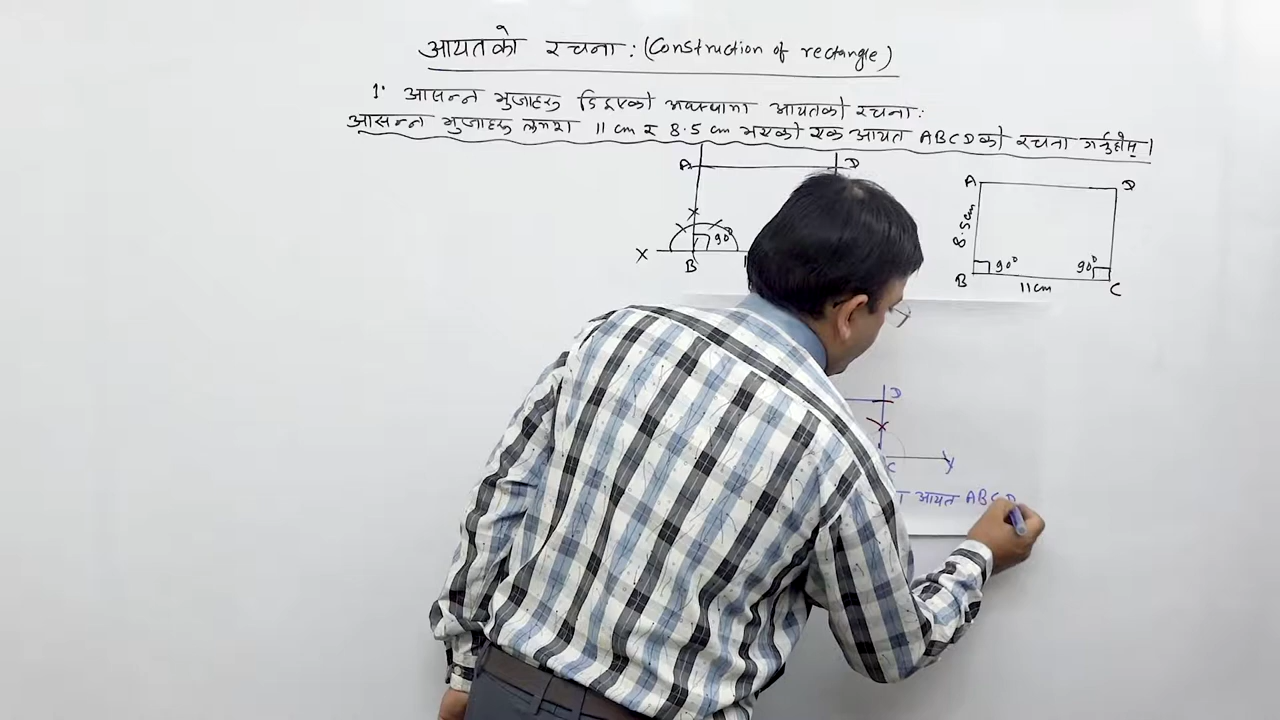 आयतको रचना : (Construction of rectangle)
1. आसन्न भुजाहरू दिइएको अवस्थामा आयतको रचना :
आसन्न भुजाहरू क्रमशः 11 cm र 8.5 cm भएको एक आयत ABCD को रचना गर्नुहोस् ।
A D
90°
X B
A D
8.5cm
90° 90°
B 11cm C
D
C Y
आयत ABCD